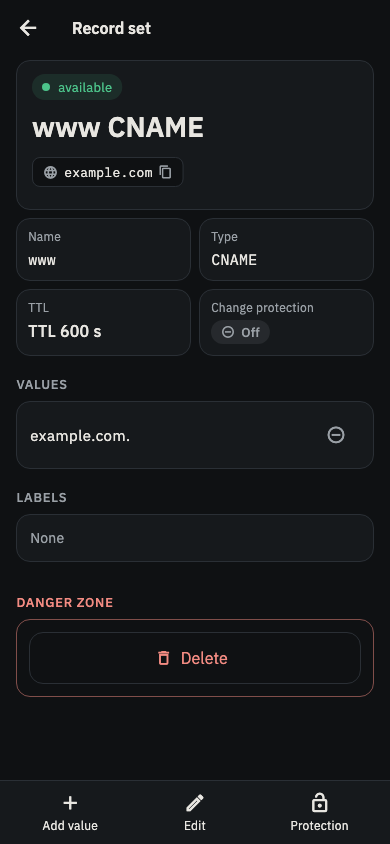 Record set
available
www CNAME
example.com
Name
www
Type
CNAME
TTL
TTL 600 s
Change protection
Off
VALUES
example.com.
LABELS
None
DANGER ZONE
Delete
Add value
Edit
Protection